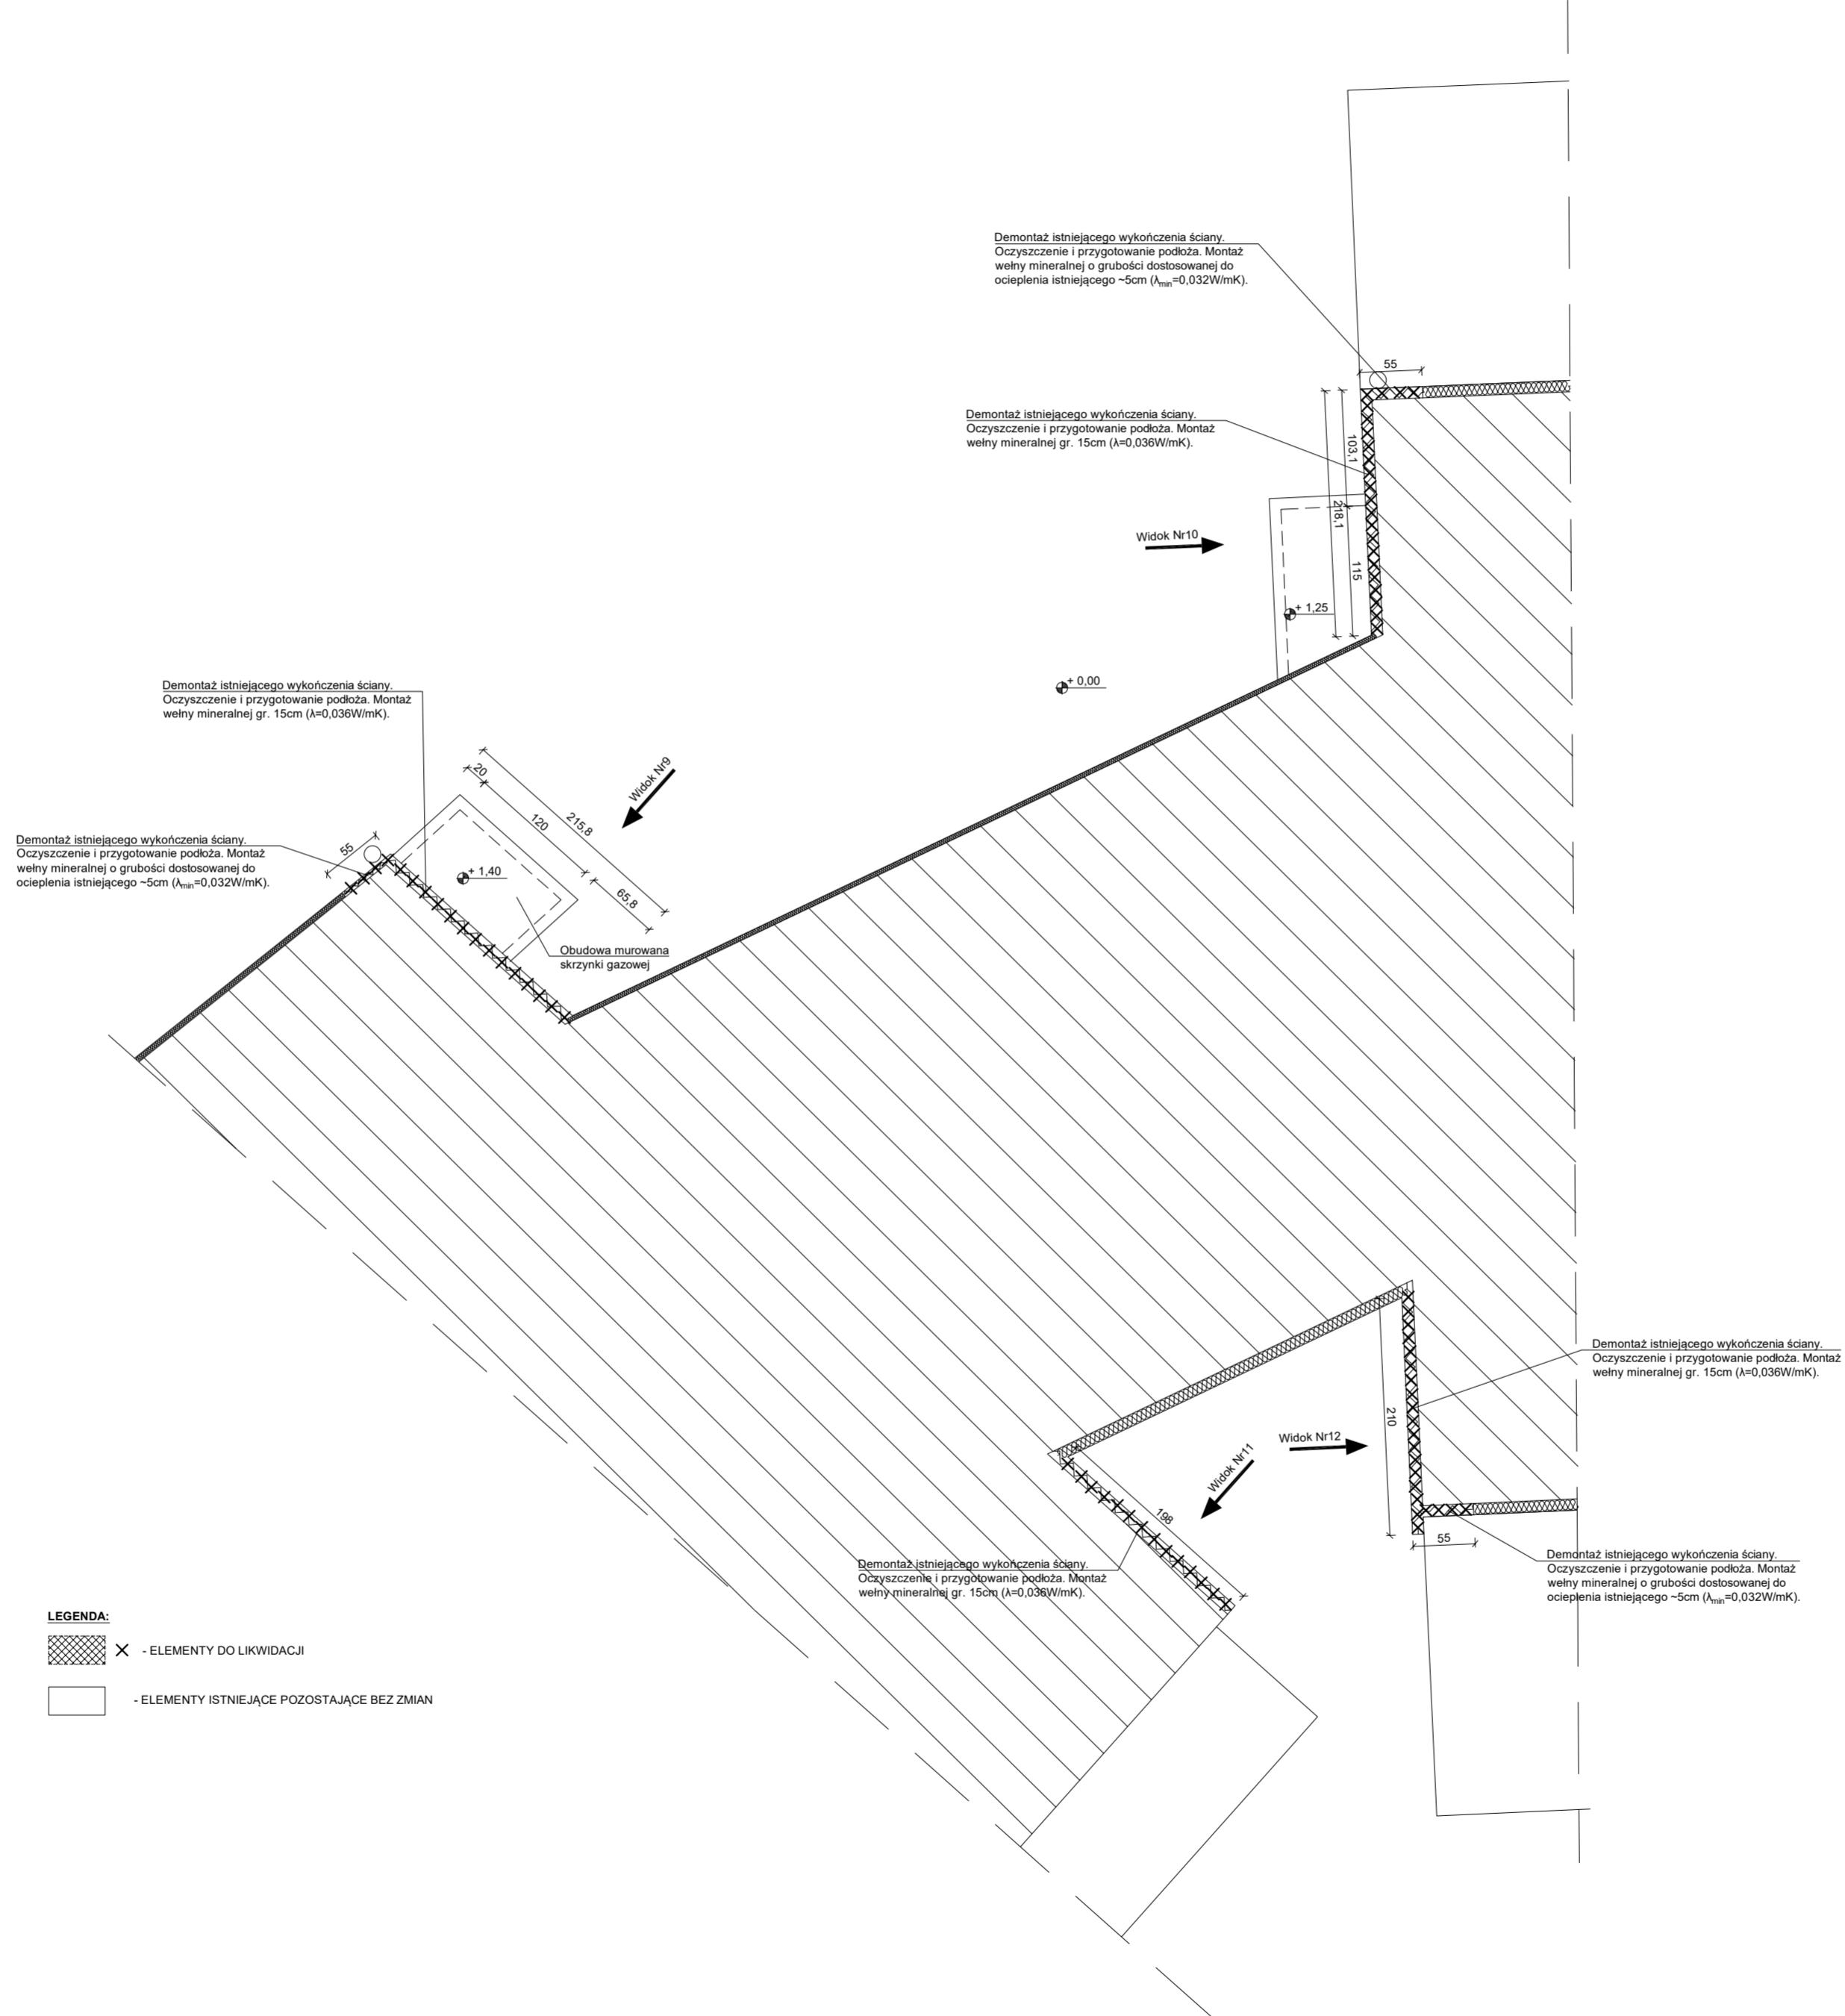 Demontaż istniejącego wykończenia ściany.
Oczyszczenie i przygotowanie podłoża. Montaż
wełny mineralnej o grubości dostosowanej do
ocieplenia istniejącego ~5cm (λmin=0,032W/mK).
55
Demontaż istniejącego wykończenia ściany.
Oczyszczenie i przygotowanie podłoża. Montaż
wełny mineralnej gr. 15cm (λ=0,036W/mK).
103,1
218,1
115
Widok Nr10
+ 1,25
+ 0,00
Demontaż istniejącego wykończenia ściany.
Oczyszczenie i przygotowanie podłoża. Montaż
wełny mineralnej gr. 15cm (λ=0,036W/mK).
20
120
215,8
65,8
Widok Nr9
Demontaż istniejącego wykończenia ściany.
Oczyszczenie i przygotowanie podłoża. Montaż
wełny mineralnej o grubości dostosowanej do
ocieplenia istniejącego ~5cm (λmin=0,032W/mK).
55
+ 1,40
Obudowa murowana
skrzynki gazowej
Demontaż istniejącego wykończenia ściany.
Oczyszczenie i przygotowanie podłoża. Montaż
wełny mineralnej gr. 15cm (λ=0,036W/mK).
210
Widok Nr12
Widok Nr11
198
55
Demontaż istniejącego wykończenia ściany.
Oczyszczenie i przygotowanie podłoża. Montaż
wełny mineralnej gr. 15cm (λ=0,036W/mK).
Demontaż istniejącego wykończenia ściany.
Oczyszczenie i przygotowanie podłoża. Montaż
wełny mineralnej o grubości dostosowanej do
ocieplenia istniejącego ~5cm (λmin=0,032W/mK).
LEGENDA:
- ELEMENTY DO LIKWIDACJI
- ELEMENTY ISTNIEJĄCE POZOSTAJĄCE BEZ ZMIAN